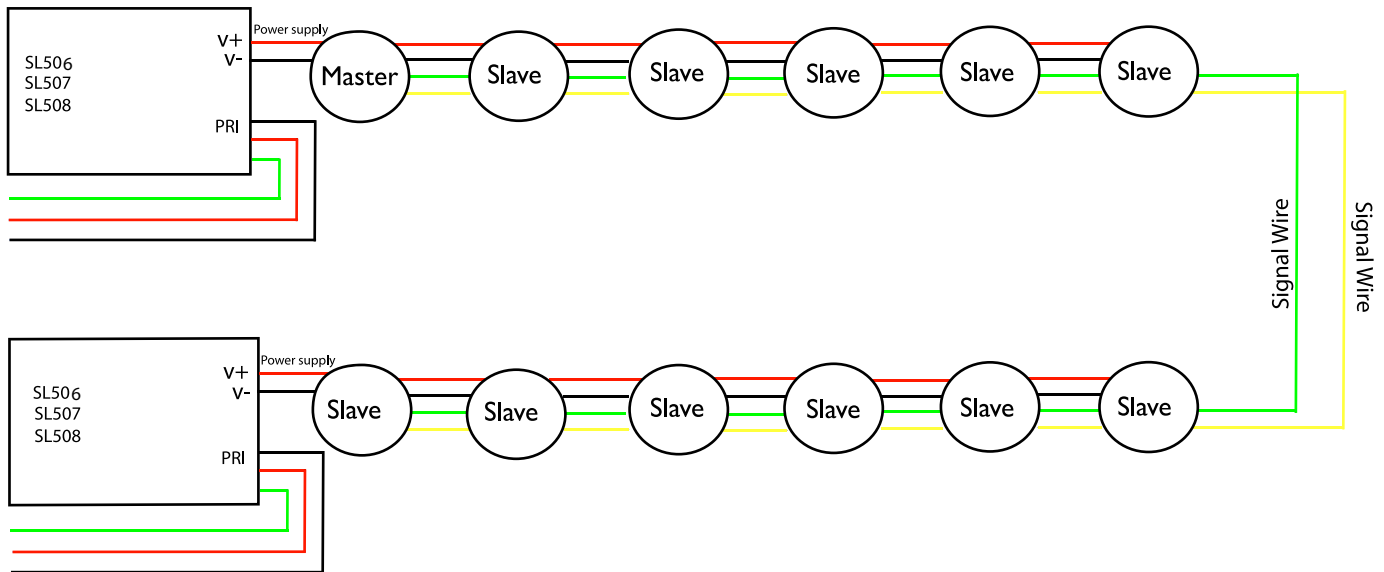 Power supply
V+
V-
SL506
SL507
SL508
PRI
Master
Slave
Slave
Slave
Slave
Slave
Signal Wire
Signal Wire
Power supply
V+
V-
SL506
SL507
SL508
PRI
Slave
Slave
Slave
Slave
Slave
Slave